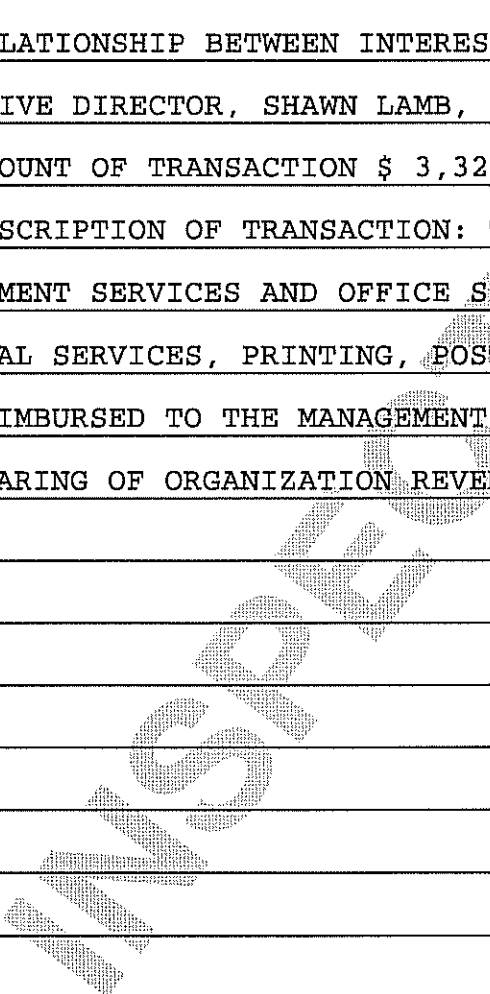 LATIONSHIP BETWEEN INTERES
IVE DIRECTOR, SHAWN LAMB,
OUNT OF TRANSACTION $ 3,32
SCRIPTION OF TRANSACTION:
MENT SERVICES AND OFFICE S
AL SERVICES, PRINTING, POS
IMBURSED TO THE MANAGEMENT
ARING OF ORGANIZATION REVE
INSPEC